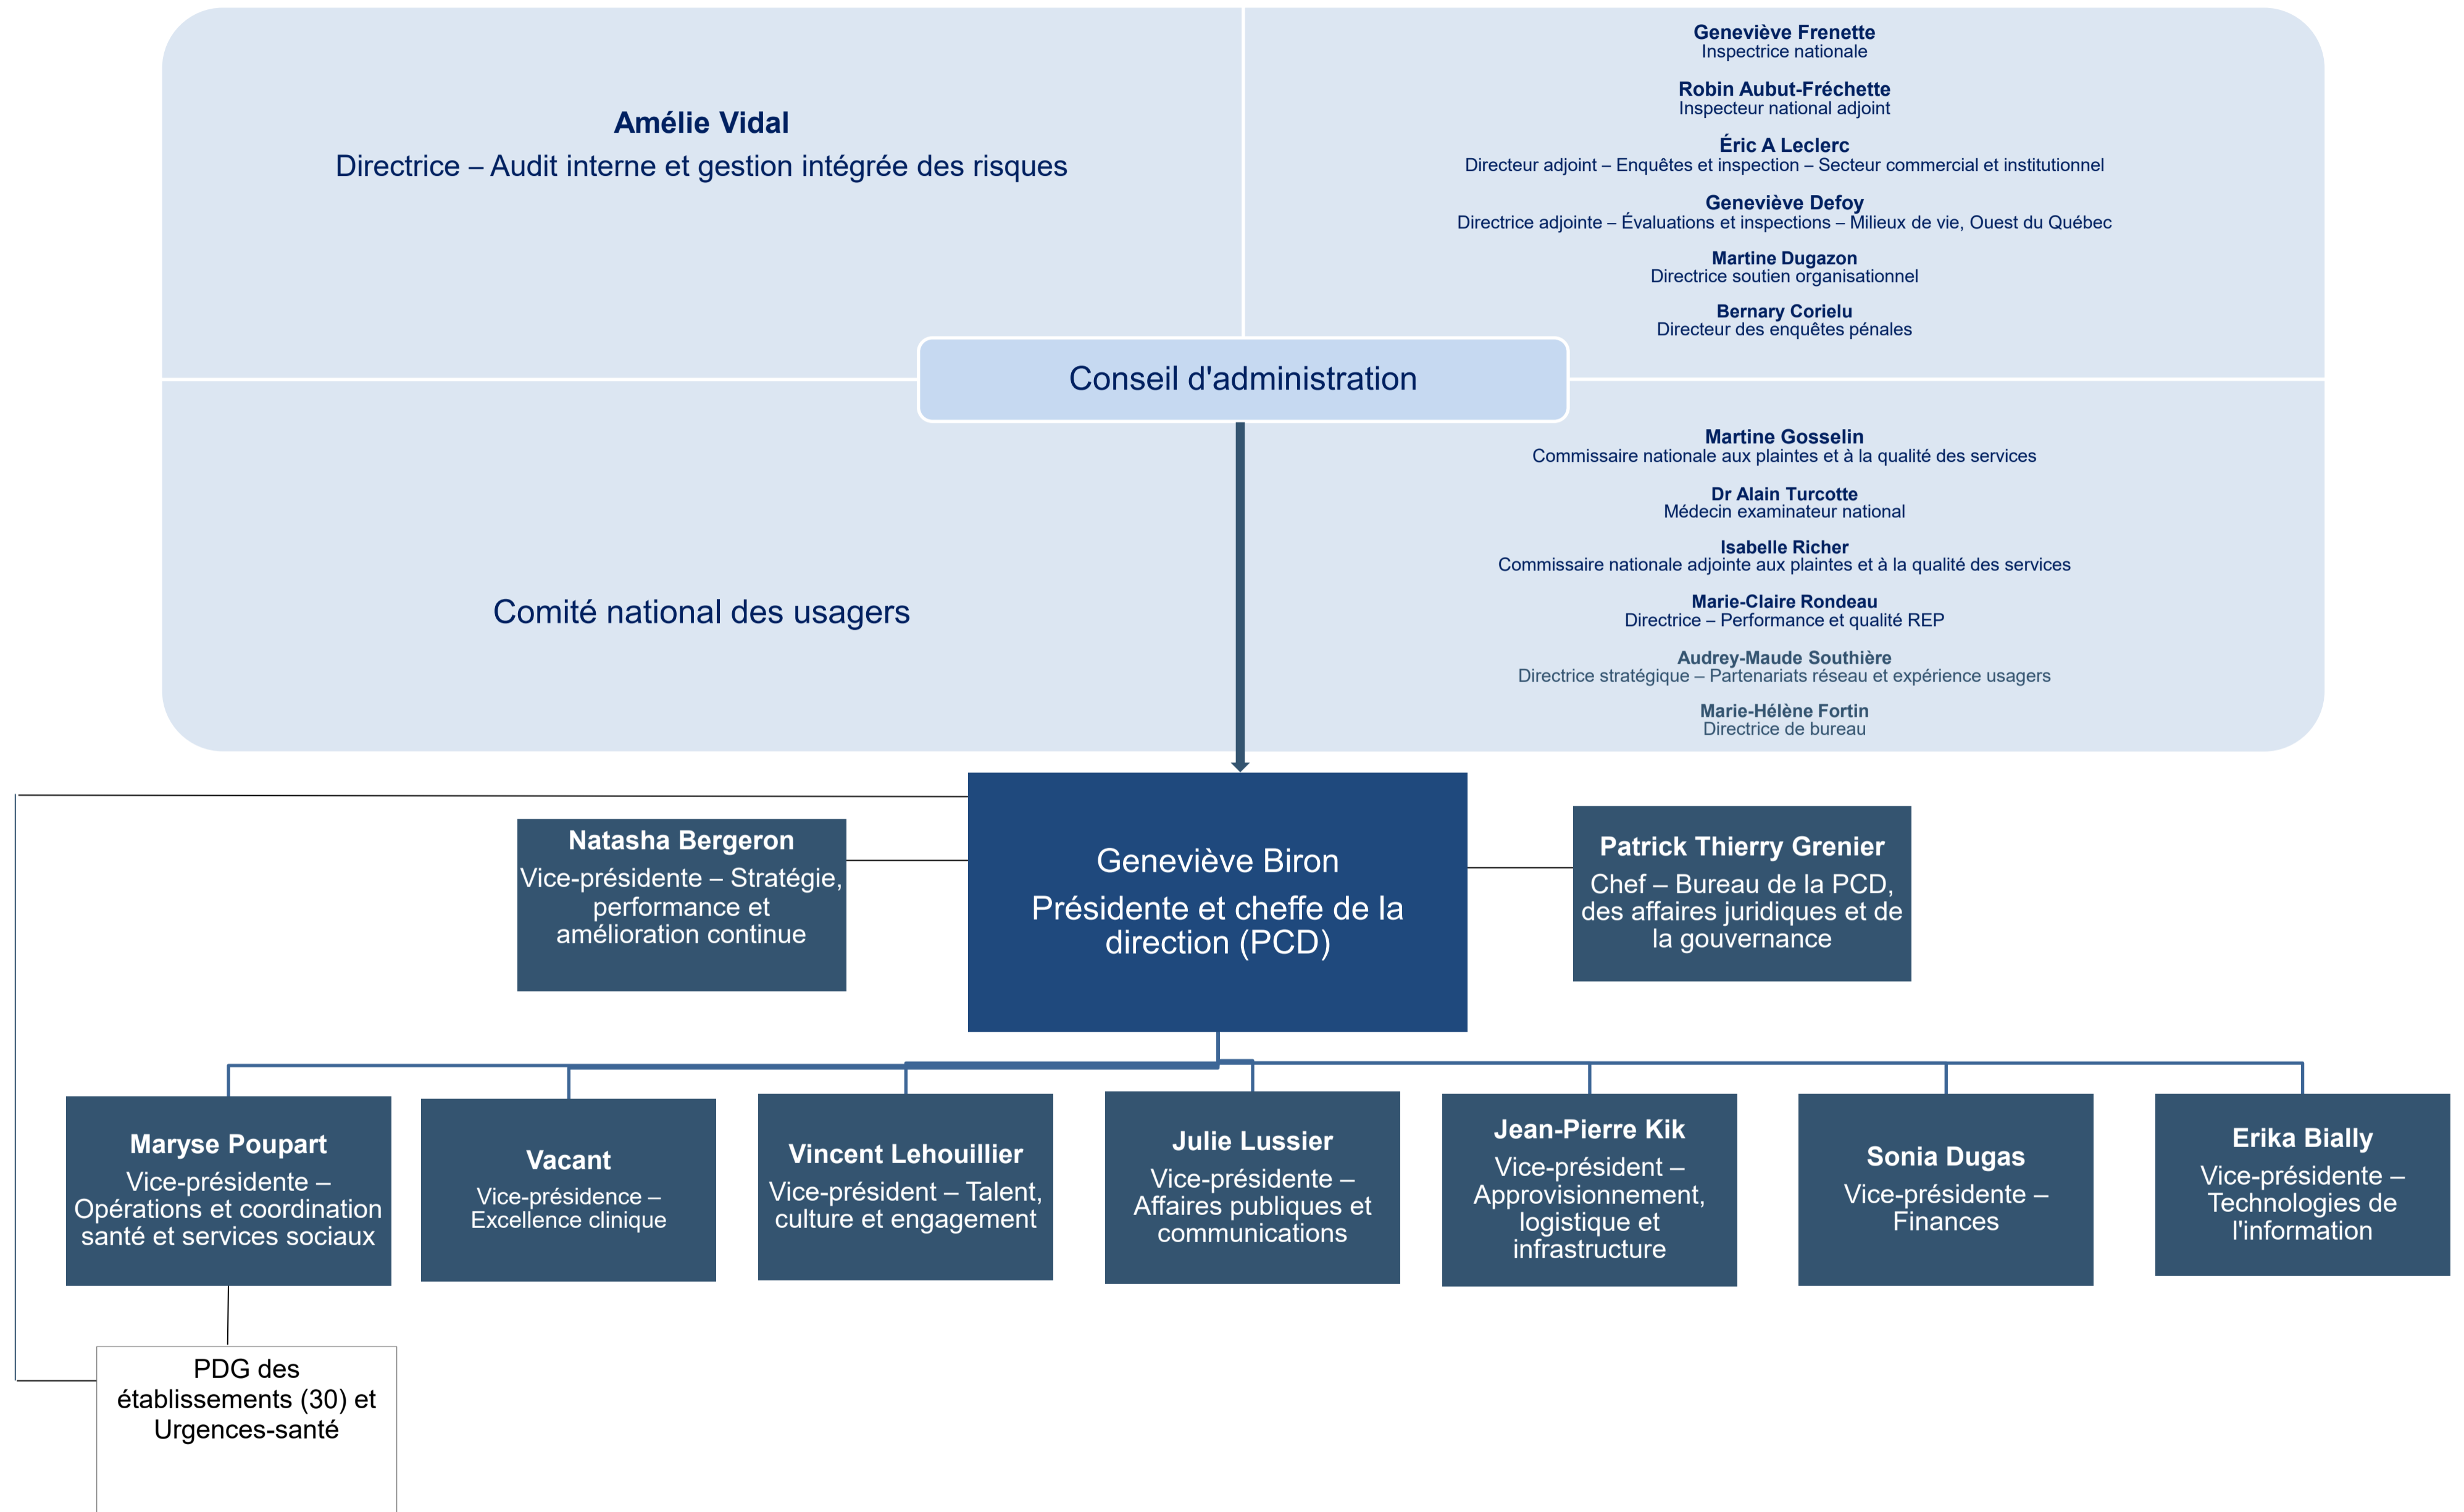 Amélie Vidal
Directrice – Audit interne et gestion intégrée des risques
Geneviève Frenette
Inspectrice nationale
Robin Aubut-Fréchette
Inspecteur national adjoint
Éric A Leclerc
Directeur adjoint – Enquêtes et inspection – Secteur commercial et institutionnel
Geneviève Defoy
Directrice adjointe – Évaluations et inspections – Milieux de vie, Ouest du Québec
Martine Dugazon
Directrice soutien organisationnel
Bernary Corielu
Directeur des enquêtes pénales
Conseil d'administration
Comité national des usagers
Martine Gosselin
Commissaire nationale aux plaintes et à la qualité des services
Dr Alain Turcotte
Médecin examinateur national
Isabelle Richer
Commissaire nationale adjointe aux plaintes et à la qualité des services
Marie-Claire Rondeau
Directrice – Performance et qualité REP
Audrey-Maude Southière
Directrice stratégique – Partenariats réseau et expérience usagers
Marie-Hélène Fortin
Directrice de bureau
Natasha Bergeron
Vice-présidente – Stratégie,
performance et
amélioration continue
Geneviève Biron
Présidente et cheffe de la
direction (PCD)
Patrick Thierry Grenier
Chef – Bureau de la PCD,
des affaires juridiques et de
la gouvernance
Maryse Poupart
Vice-présidente –
Opérations et coordination
santé et services sociaux
Vacant
Vice-présidence –
Excellence clinique
Vincent Lehouillier
Vice-président – Talent,
culture et engagement
Julie Lussier
Vice-présidente –
Affaires publiques et
communications
Jean-Pierre Kik
Vice-président –
Approvisionnement,
logistique et
infrastructure
Sonia Dugas
Vice-présidente –
Finances
Erika Bially
Vice-présidente –
Technologies de
l'information
PDG des
établissements (30) et
Urgences-santé